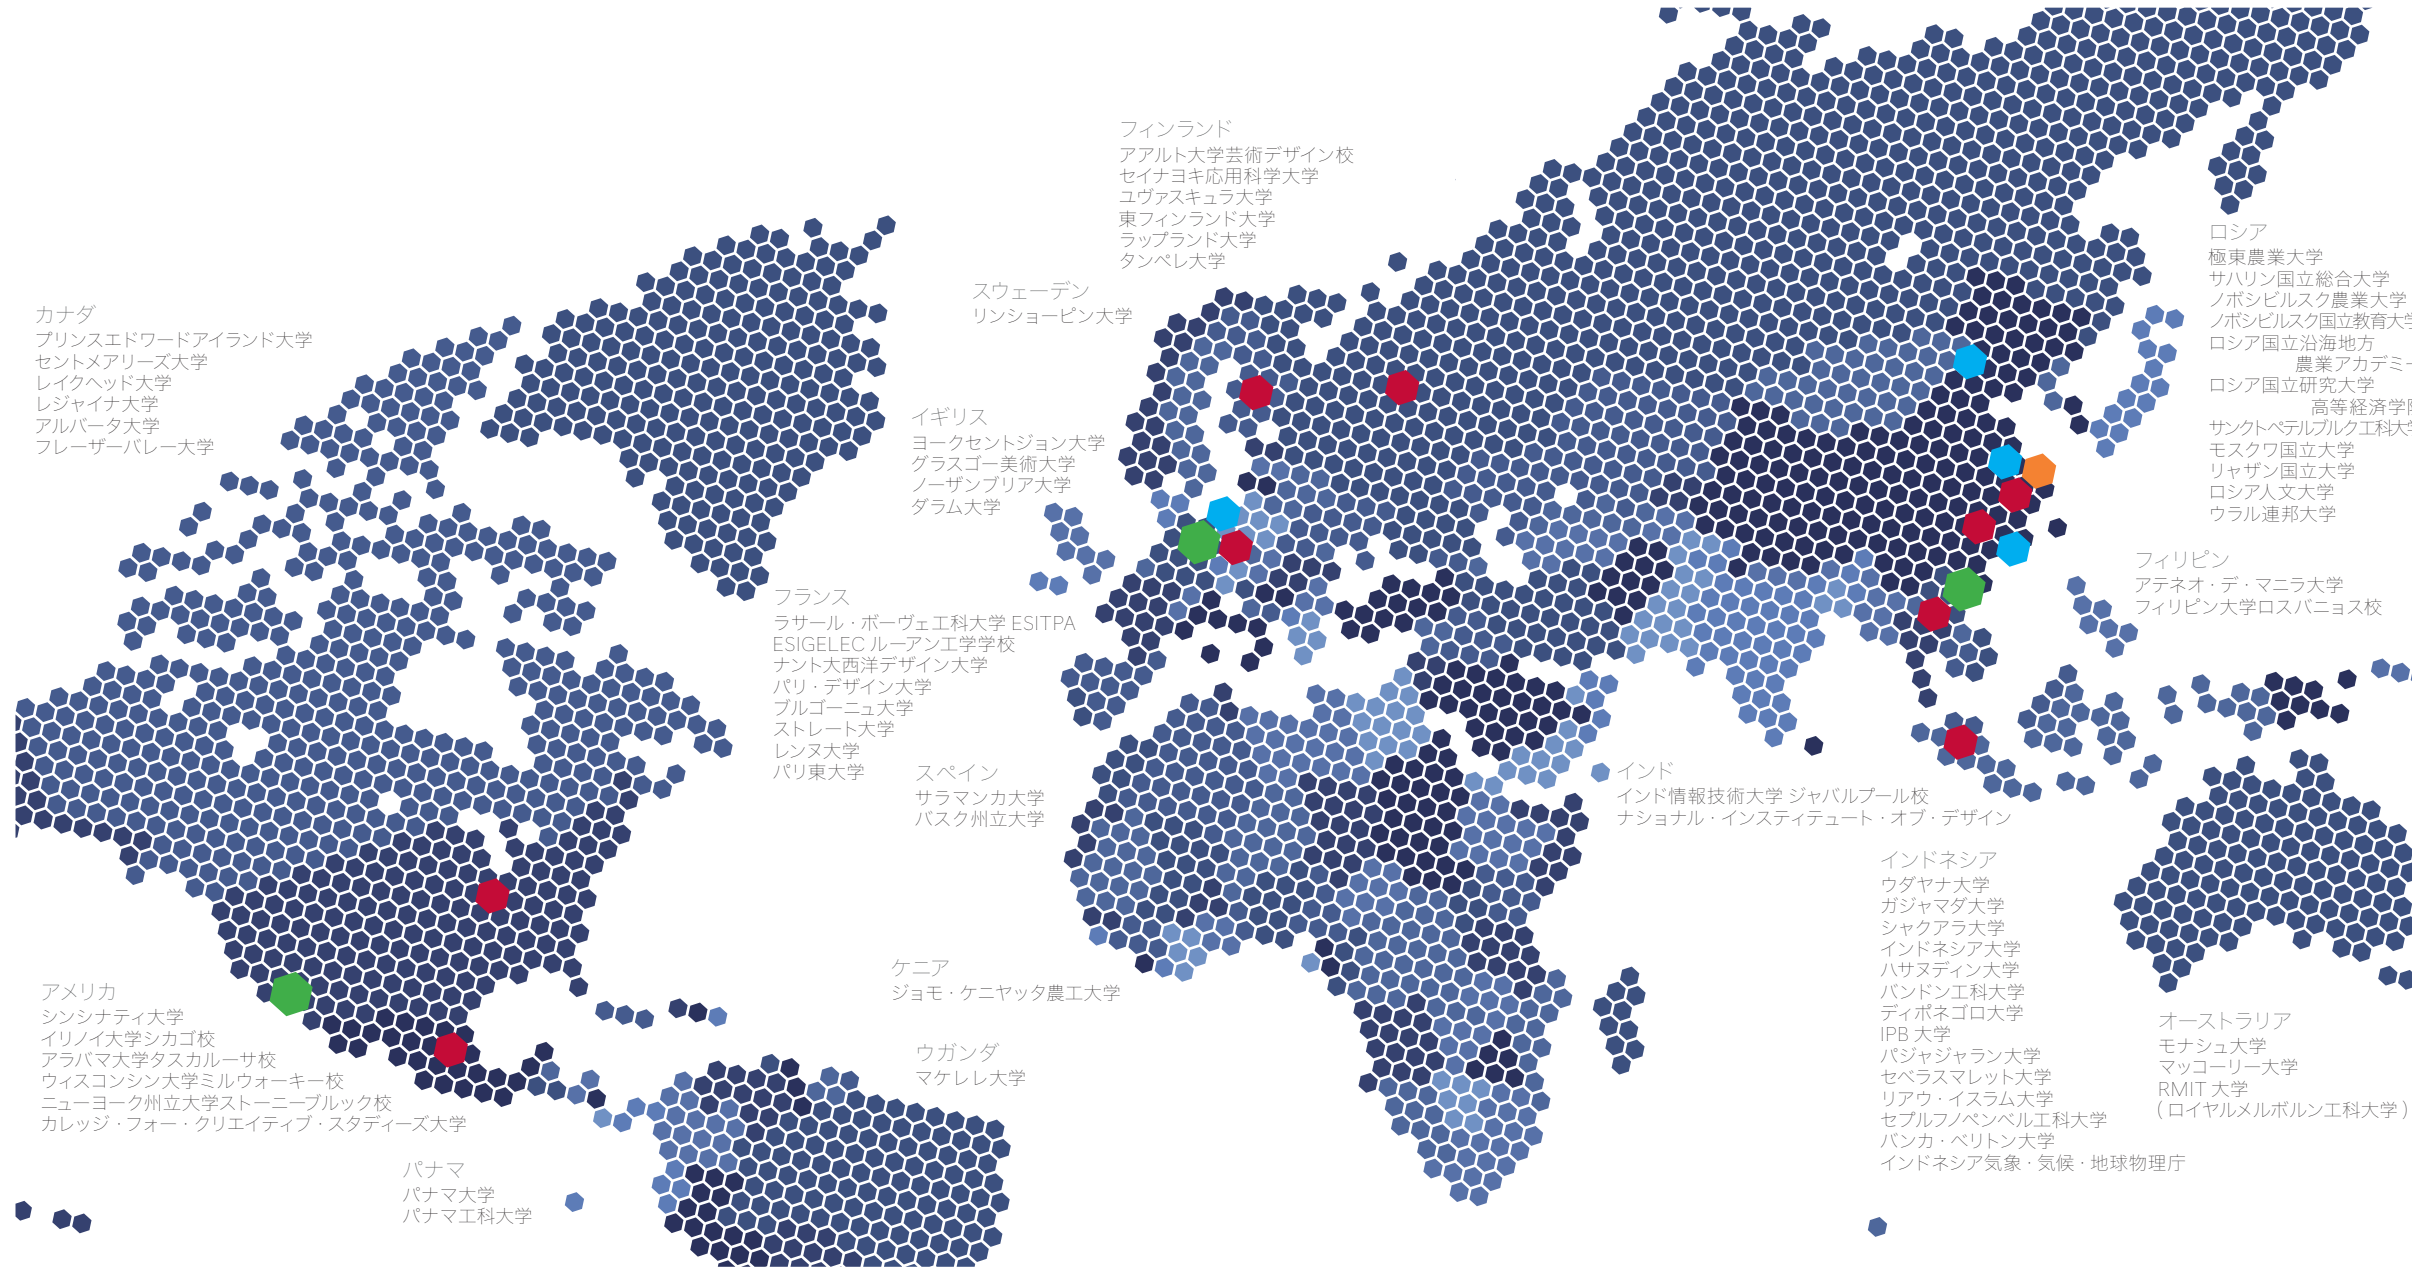 フィンランド
アアルト大学芸術デザイン校
セイナヨキ応用科学大学
ユヴァスキュラ大学
東フィンランド大学
ラップランド大学
タンペレ大学
スウェーデン
リンショーピン大学
カナダ
プリンスエドワードアイランド大学
セントメアリーズ大学
レイクヘッド大学
レジャイナ大学
アルバータ大学
フレーザーバレー大学
イギリス
ヨークセントジョン大学
グラスゴー美術大学
ノーザンブリア大学
ダラム大学
ロシア
極東農業大学
サハリン国立総合大学
ノボシビルスク農業大学
ノボシビルスク国立教育大学
ロシア国立沿海地方
農業アカデミー
ロシア国立研究大学
高等経済学院
サンクトペテルブルク工科大学
モスクワ国立大学
リャザン国立大学
ロシア人文大学
ウラル連邦大学
フィリピン
アテネオ・デ・マニラ大学
フィリピン大学ロスバニョス校
フランス
ラサール・ボーヴェ工科大学 ESITPA
ESIGELEC ルーアン工学学校
ナント大西洋デザイン大学
パリ・デザイン大学
ブルゴーニュ大学
ストレート大学
レンヌ大学
パリ東大学
スペイン
サラマンカ大学
バスク州立大学
インド
インド情報技術大学 ジャバルプール校
ナショナル・インスティテュート・オブ・デザイン
インドネシア
ウダヤナ大学
ガジャマダ大学
シャクアラ大学
インドネシア大学
ハサヌディン大学
バンドン工科大学
ディポネゴロ大学
IPB 大学
パジャジャラン大学
セベラスマレット大学
リアウ・イスラム大学
セプルフノペンベル工科大学
バンカ・ベリトン大学
インドネシア気象・気候・地球物理庁
ケニア
ジョモ・ケニヤッタ農工大学
ウガンダ
マケレレ大学
アメリカ
シンシナティ大学
イリノイ大学シカゴ校
アラバマ大学タスカルーサ校
ウィスコンシン大学ミルウォーキー校
ニューヨーク州立大学ストーニーブルック校
カレッジ・フォー・クリエイティブ・スタディーズ大学
パナマ
パナマ大学
パナマ工科大学
オーストラリア
モナシュ大学
マッコーリー大学
RMIT 大学
(ロイヤルメルボルン工科大学)